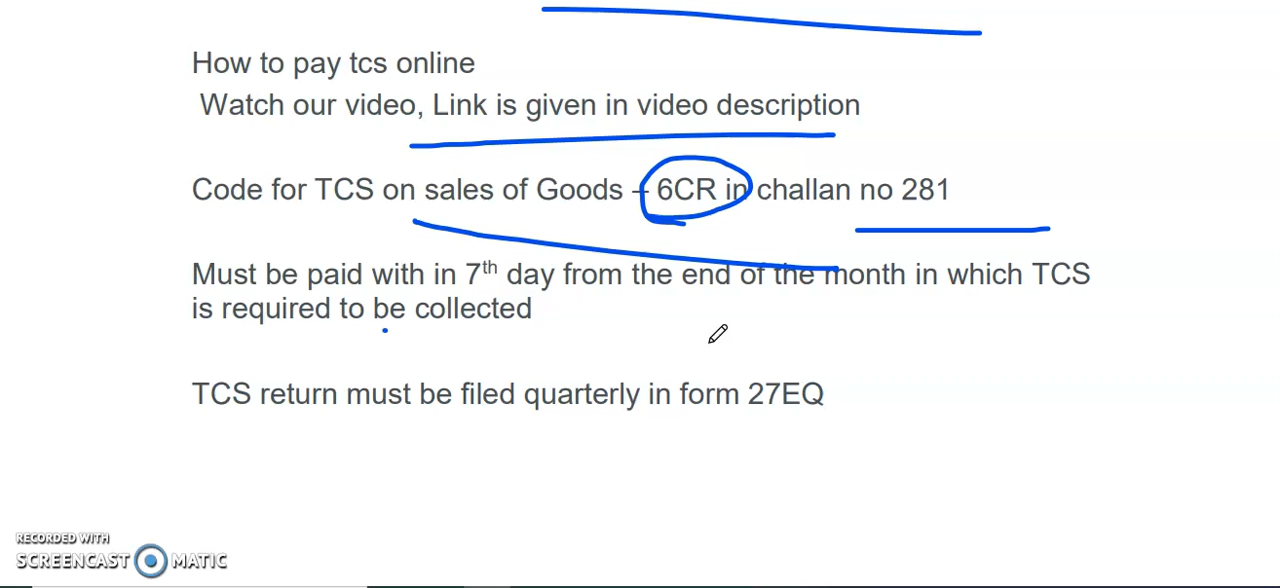 How to pay tcs online
Watch our video, Link is given in video description
Code for TCS on sales of Goods – 6CR in challan no 281
Must be paid with in 7th day from the end of the month in which TCS
is required to be collected
TCS return must be filed quarterly in form 27EQ
RECORDED WITH
SCREENCAST MATIC